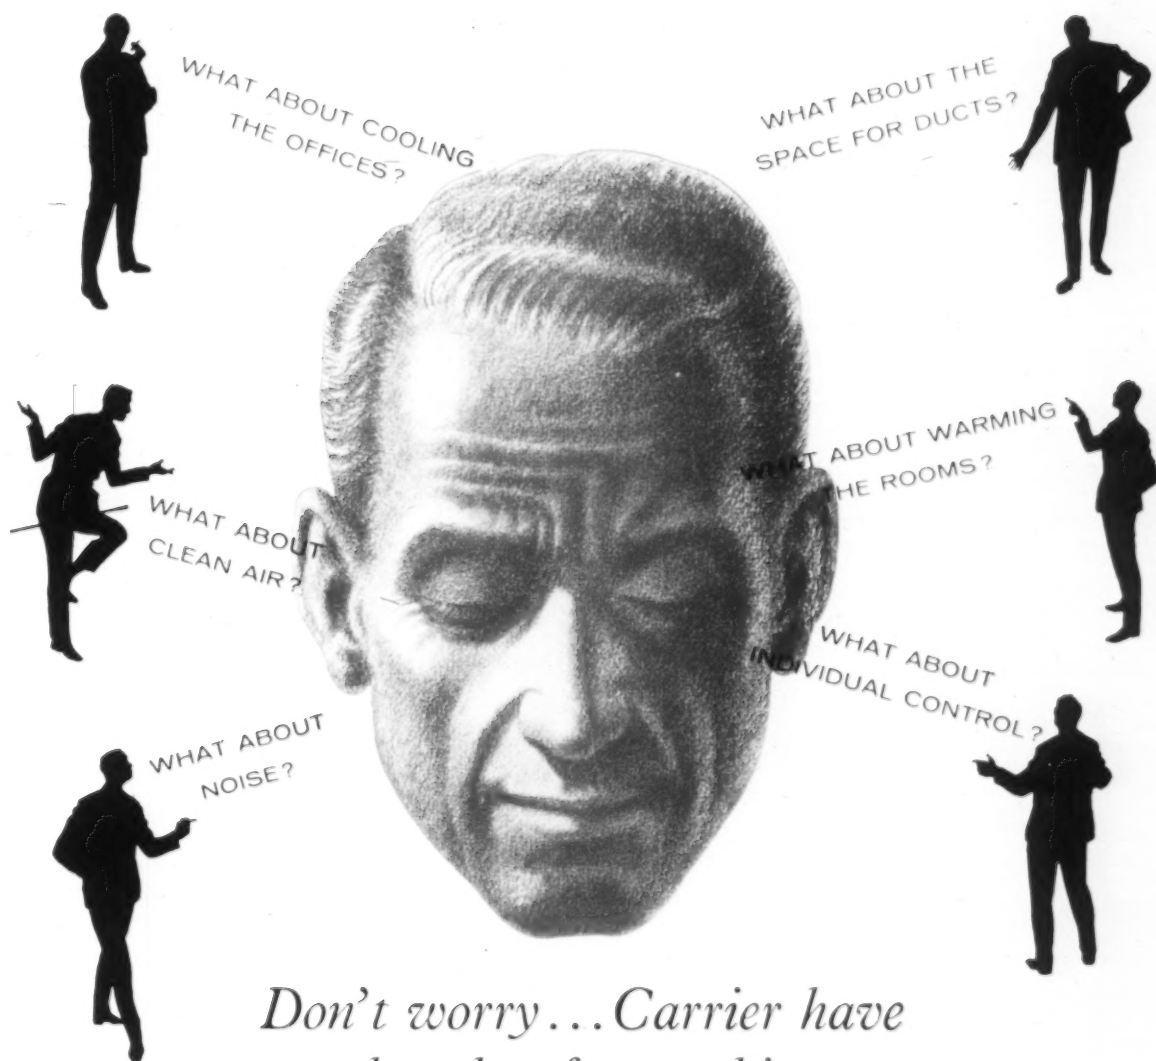 WHAT ABOUT COOLING
THE OFFICES?
WHAT ABOUT THE
SPACE FOR DUCTS?
WHAT ABOUT WARMING
THE ROOMS?
WHAT ABOUT
CLEAN AIR?
WHAT ABOUT
INDIVIDUAL CONTROL?
WHAT ABOUT
NOISE?
Don't worry...Carrier have